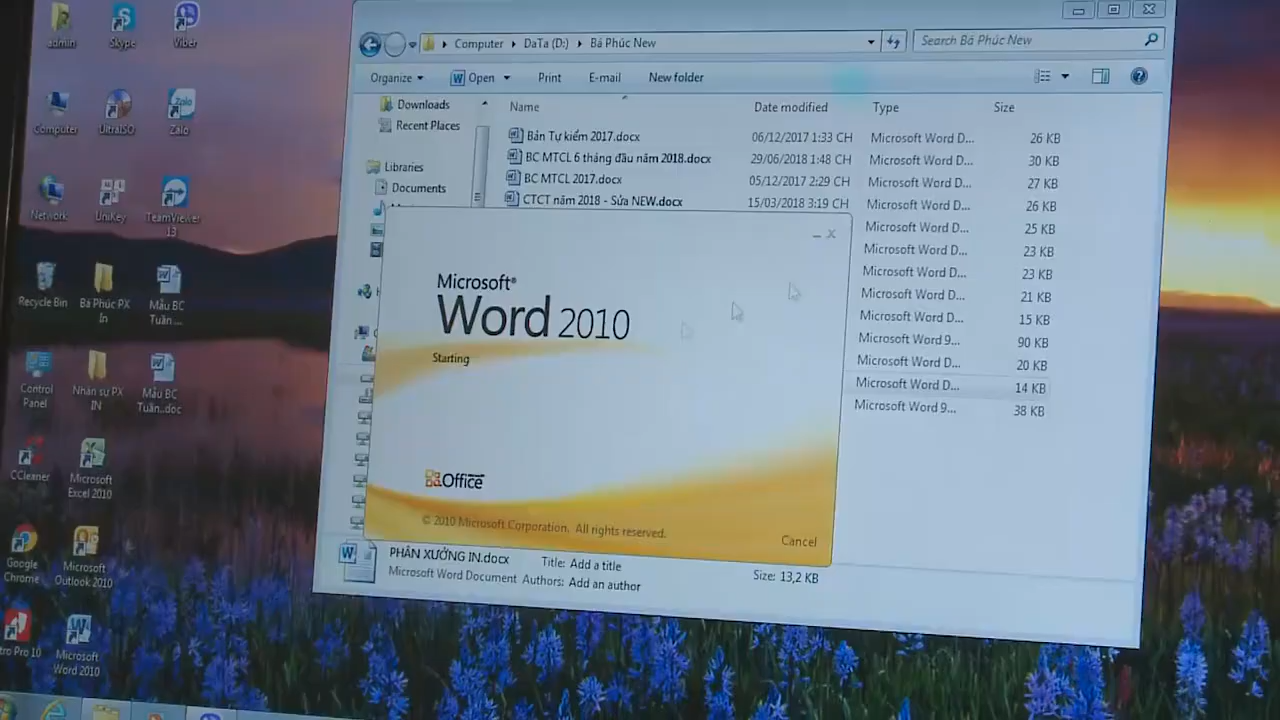 admin
Skype
Viber
Computer
UltraISO
Zalo
Network
UniKey
TeamViewer 13
Recycle Bin
Bá Phúc PX In
Mẫu BC Tuần ...
Control Panel
Nhân sự PX IN
Mẫu BC Tuần..doc
CCleaner
Microsoft Excel 2010
Google Chrome
Microsoft Outlook 2010
tro Pro 10
Microsoft Word 2010
Computer DaTa (D:) Bá Phúc New
Search Bá Phúc New
Organize Open Print E-mail New folder
Downloads
Recent Places
Libraries
Documents
Name Date modified Type Size
Bản Tự kiểm 2017.docx 06/12/2017 1:33 CH Microsoft Word D... 26 KB
BC MTCL 6 tháng đầu năm 2018.docx 29/06/2018 1:48 CH Microsoft Word D... 30 KB
BC MTCL 2017.docx 05/12/2017 2:29 CH Microsoft Word D... 27 KB
CTCT năm 2018 - Sửa NEW.docx 15/03/2018 3:19 CH Microsoft Word D... 26 KB
Microsoft Word D... 25 KB
Microsoft Word D... 23 KB
Microsoft Word D... 23 KB
Microsoft Word D... 21 KB
Microsoft Word D... 15 KB
Microsoft Word 9... 90 KB
Microsoft Word D... 20 KB
Microsoft Word D... 14 KB
Microsoft Word 9... 38 KB
Microsoft®
Word 2010
Starting
Office
© 2010 Microsoft Corporation. All rights reserved.
Cancel
PHÂN XƯỞNG IN.docx Title: Add a title Size: 13,2 KB
Microsoft Word Document Authors: Add an author